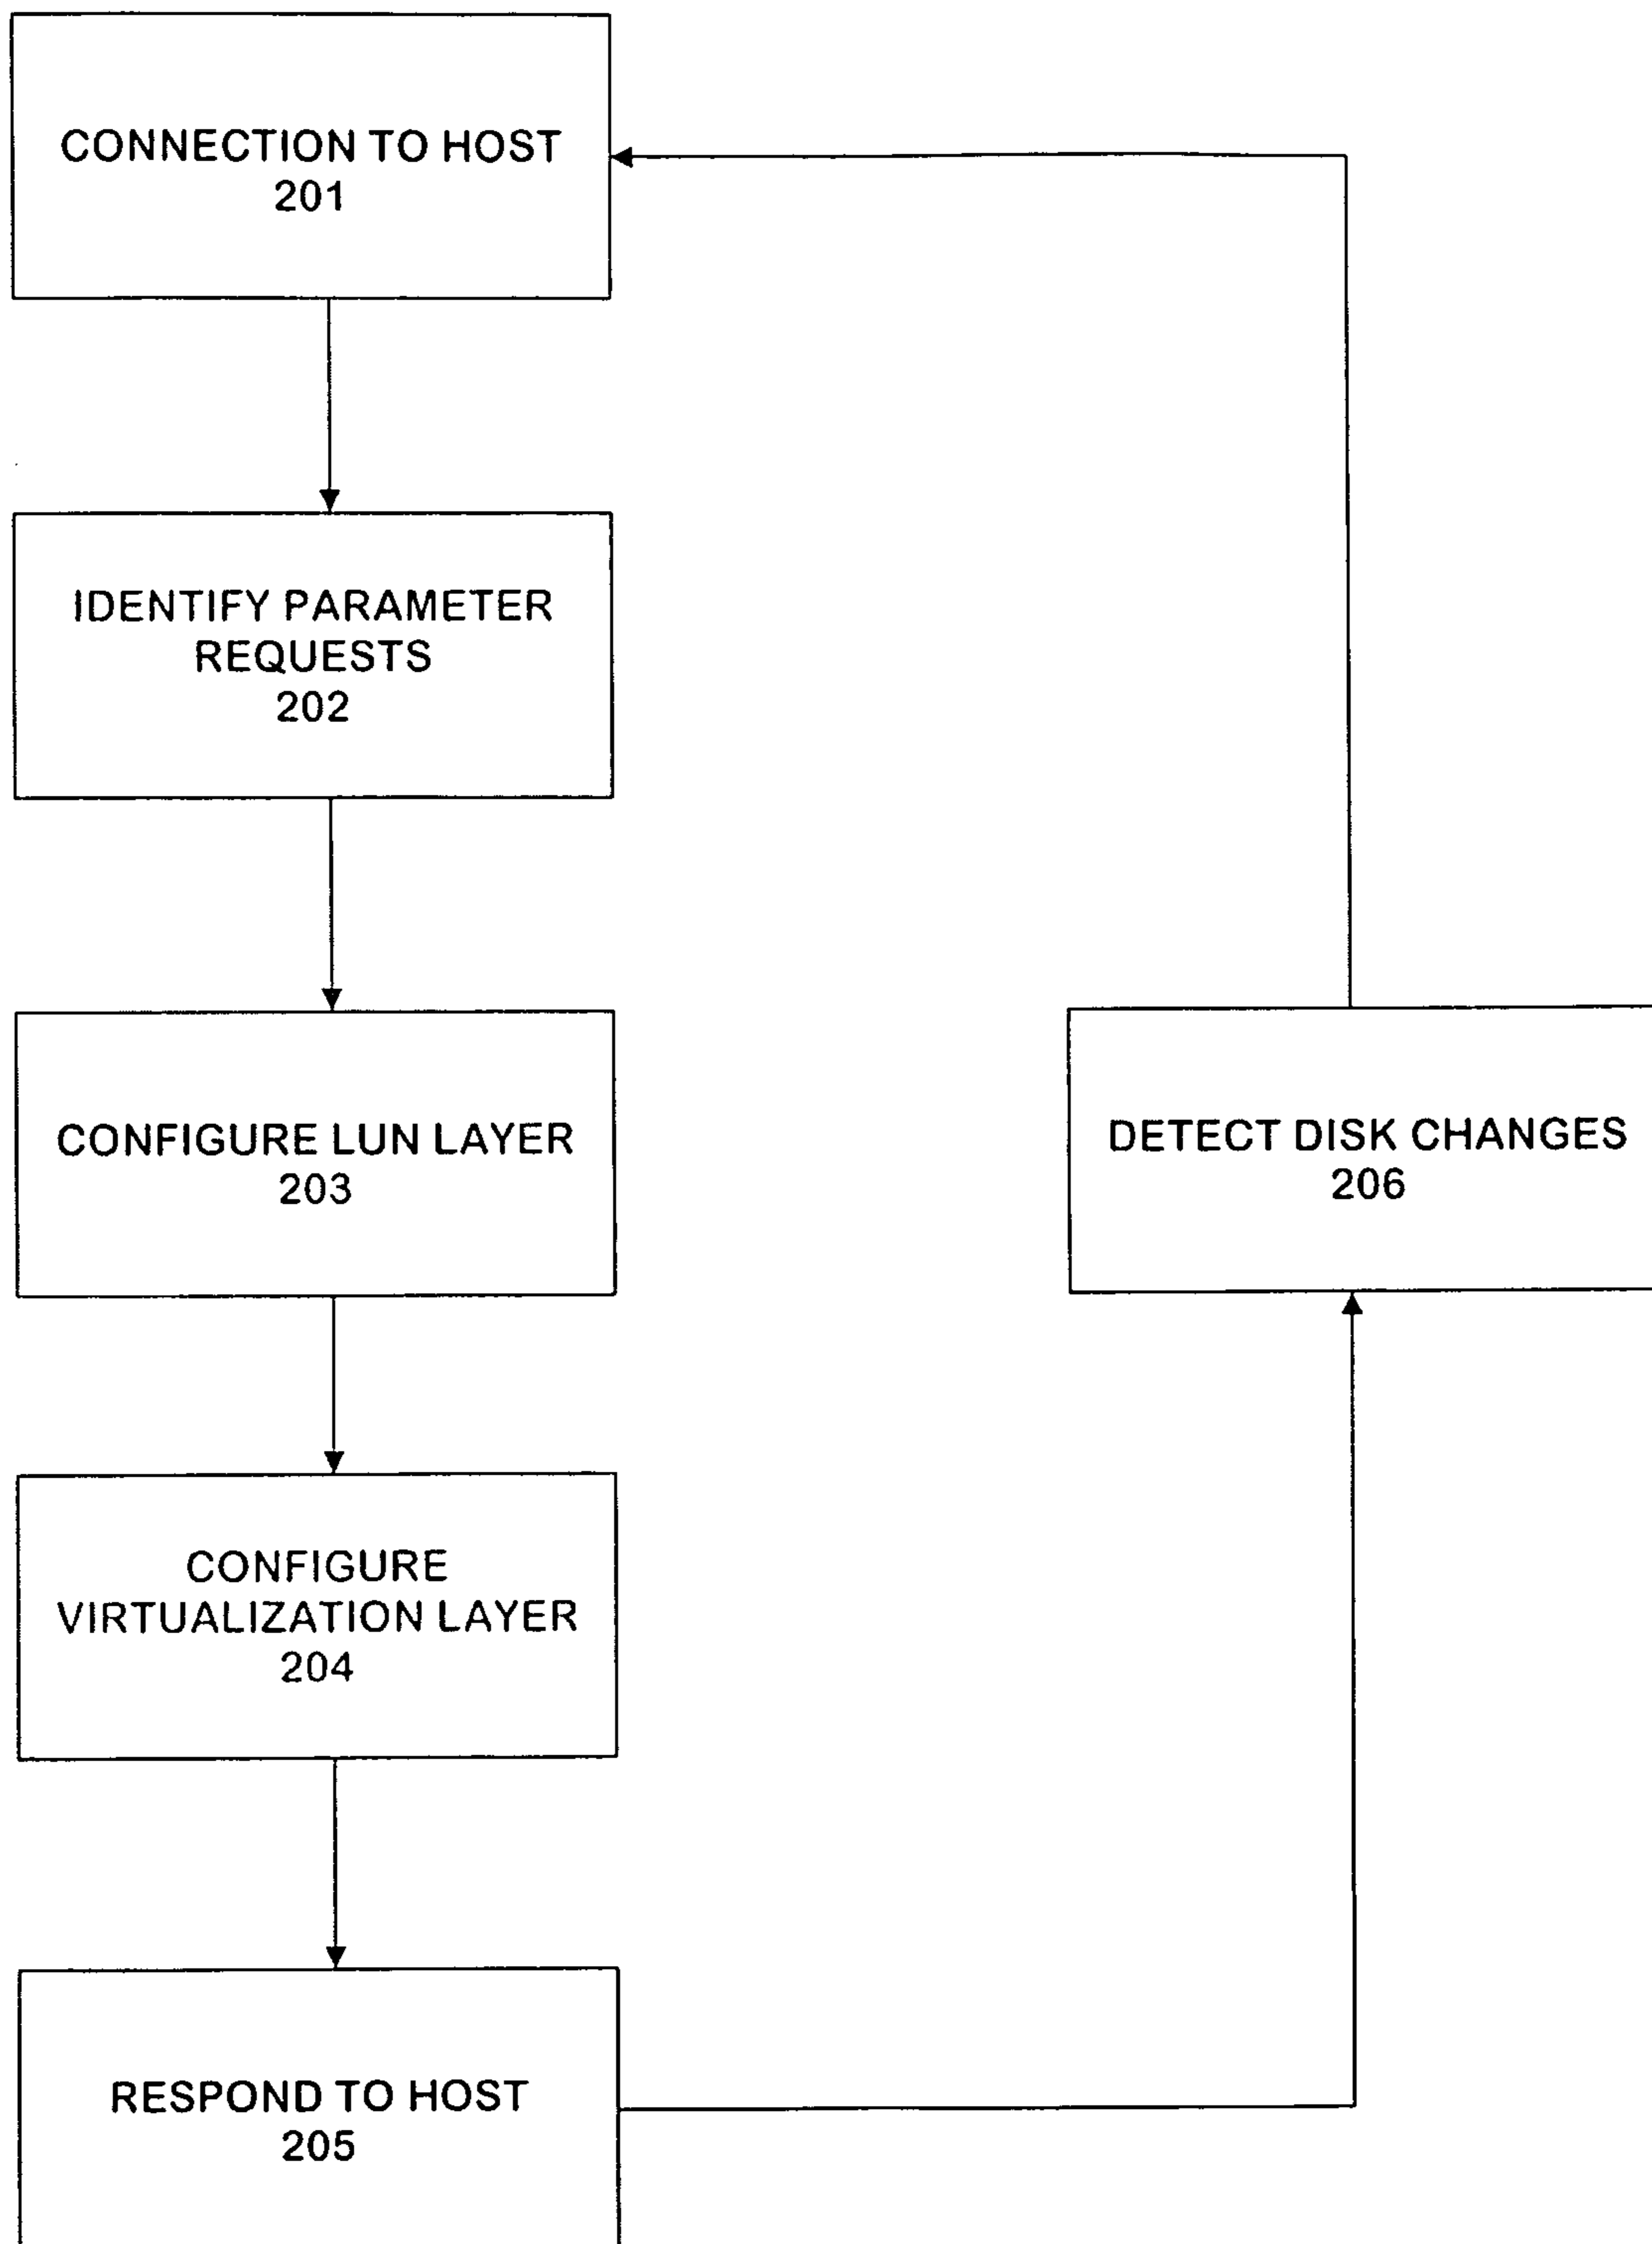 CONNECTION TO HOST
201
IDENTIFY PARAMETER
REQUESTS
202
CONFIGURE LUN LAYER
203
DETECT DISK CHANGES
206
CONFIGURE
VIRTUALIZATION LAYER
204
RESPOND TO HOST
205